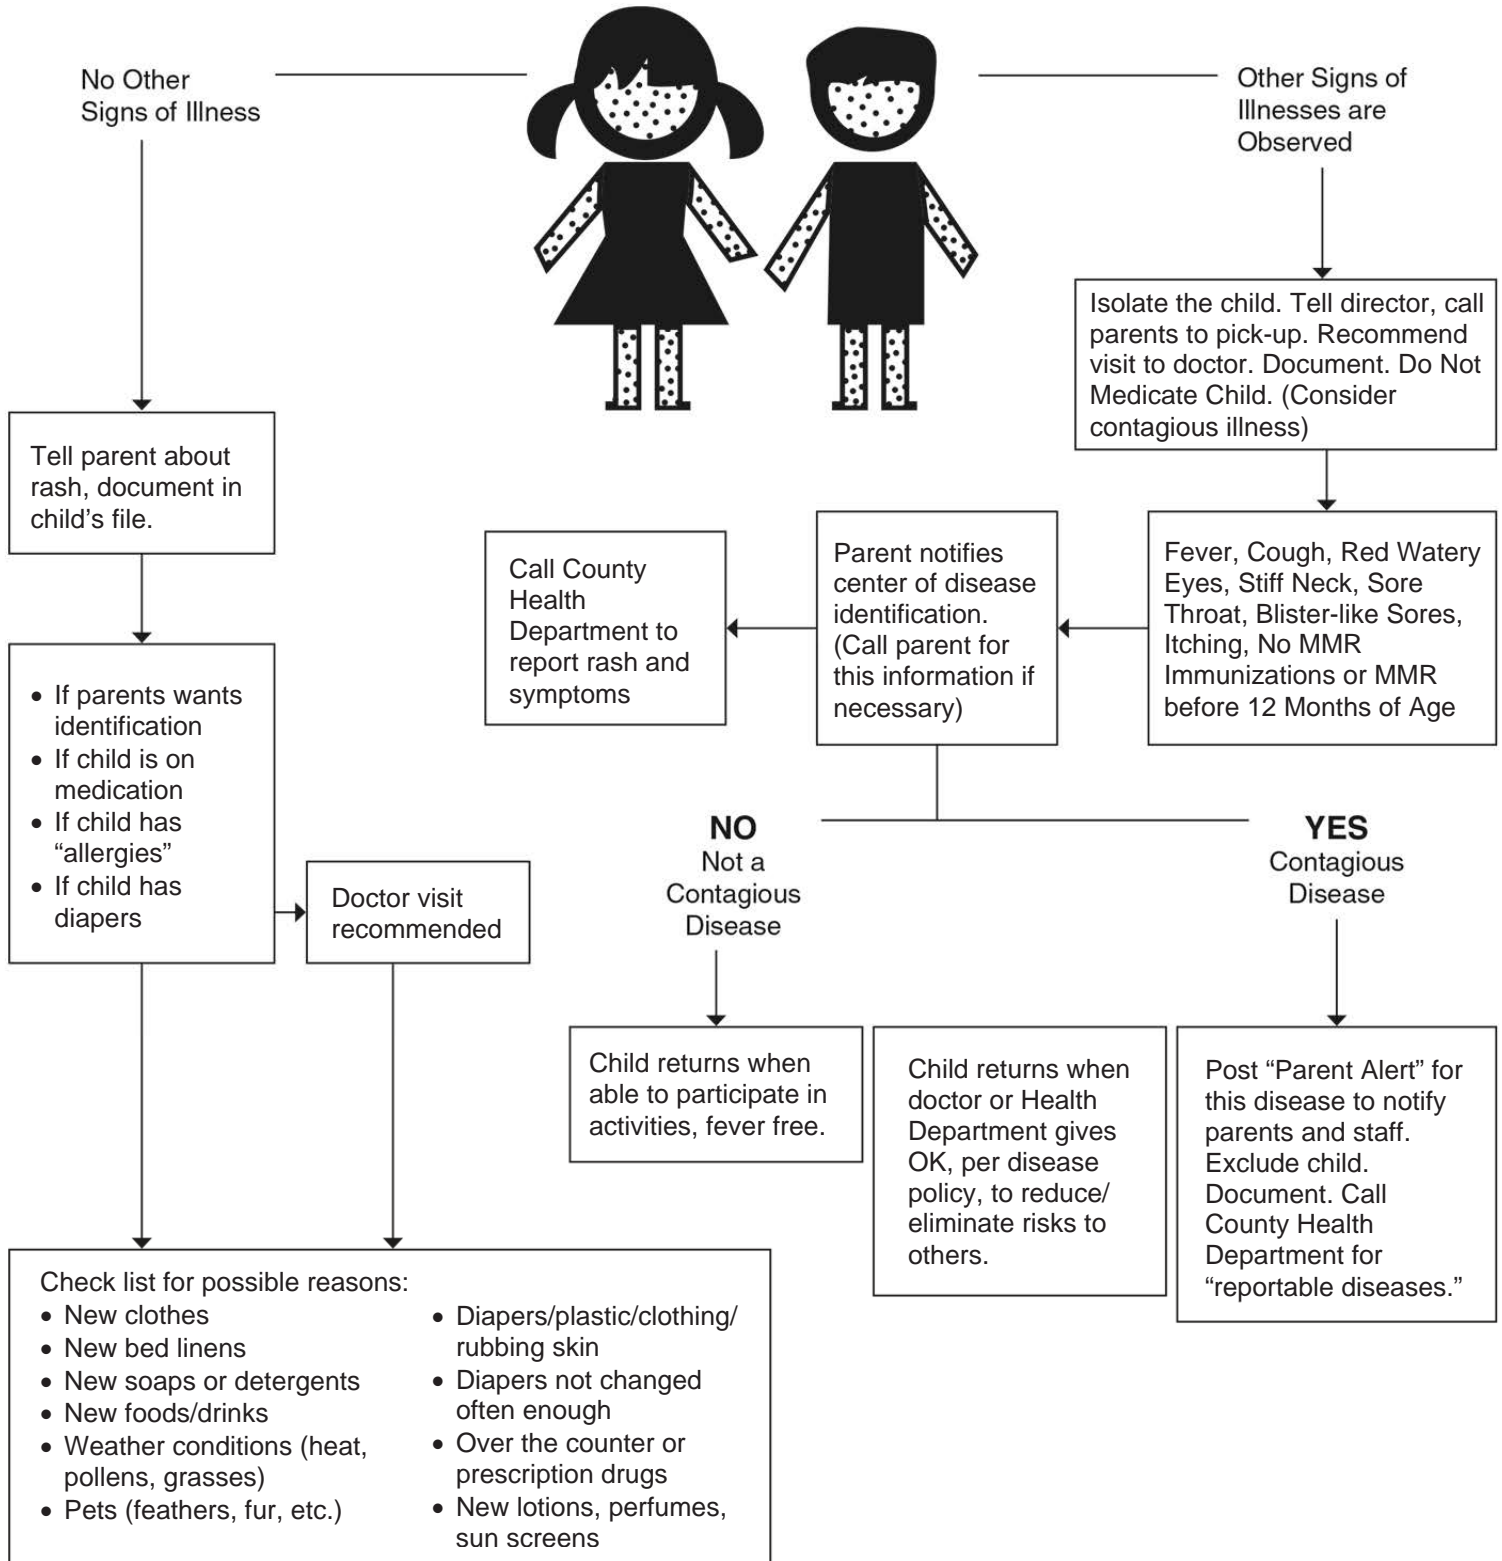 No Other
Signs of Illness
Other Signs of
Illnesses are
Observed
Isolate the child. Tell director, call
parents to pick-up. Recommend
visit to doctor. Document. Do Not
Medicate Child. (Consider
contagious illness)
Tell parent about
rash, document in
child’s file.
Call County
Health
Department to
report rash and
symptoms
Parent notifies
center of disease
identification.
(Call parent for
this information if
necessary)
Fever, Cough, Red Watery
Eyes, Stiff Neck, Sore
Throat, Blister-like Sores,
Itching, No MMR
Immunizations or MMR
before 12 Months of Age
• If parents wants
identification
• If child is on
medication
• If child has
“allergies”
• If child has
diapers
Doctor visit
recommended
NO
Not a
Contagious
Disease
YES
Contagious
Disease
Child returns when
able to participate in
activities, fever free.
Child returns when
doctor or Health
Department gives
OK, per disease
policy, to reduce/
eliminate risks to
others.
Post “Parent Alert” for
this disease to notify
parents and staff.
Exclude child.
Document. Call
County Health
Department for
“reportable diseases.”
Check list for possible reasons:
• New clothes
• New bed linens
• New soaps or detergents
• New foods/drinks
• Weather conditions (heat,
pollens, grasses)
• Pets (feathers, fur, etc.)
• Diapers/plastic/clothing/
rubbing skin
• Diapers not changed
often enough
• Over the counter or
prescription drugs
• New lotions, perfumes,
sun screens